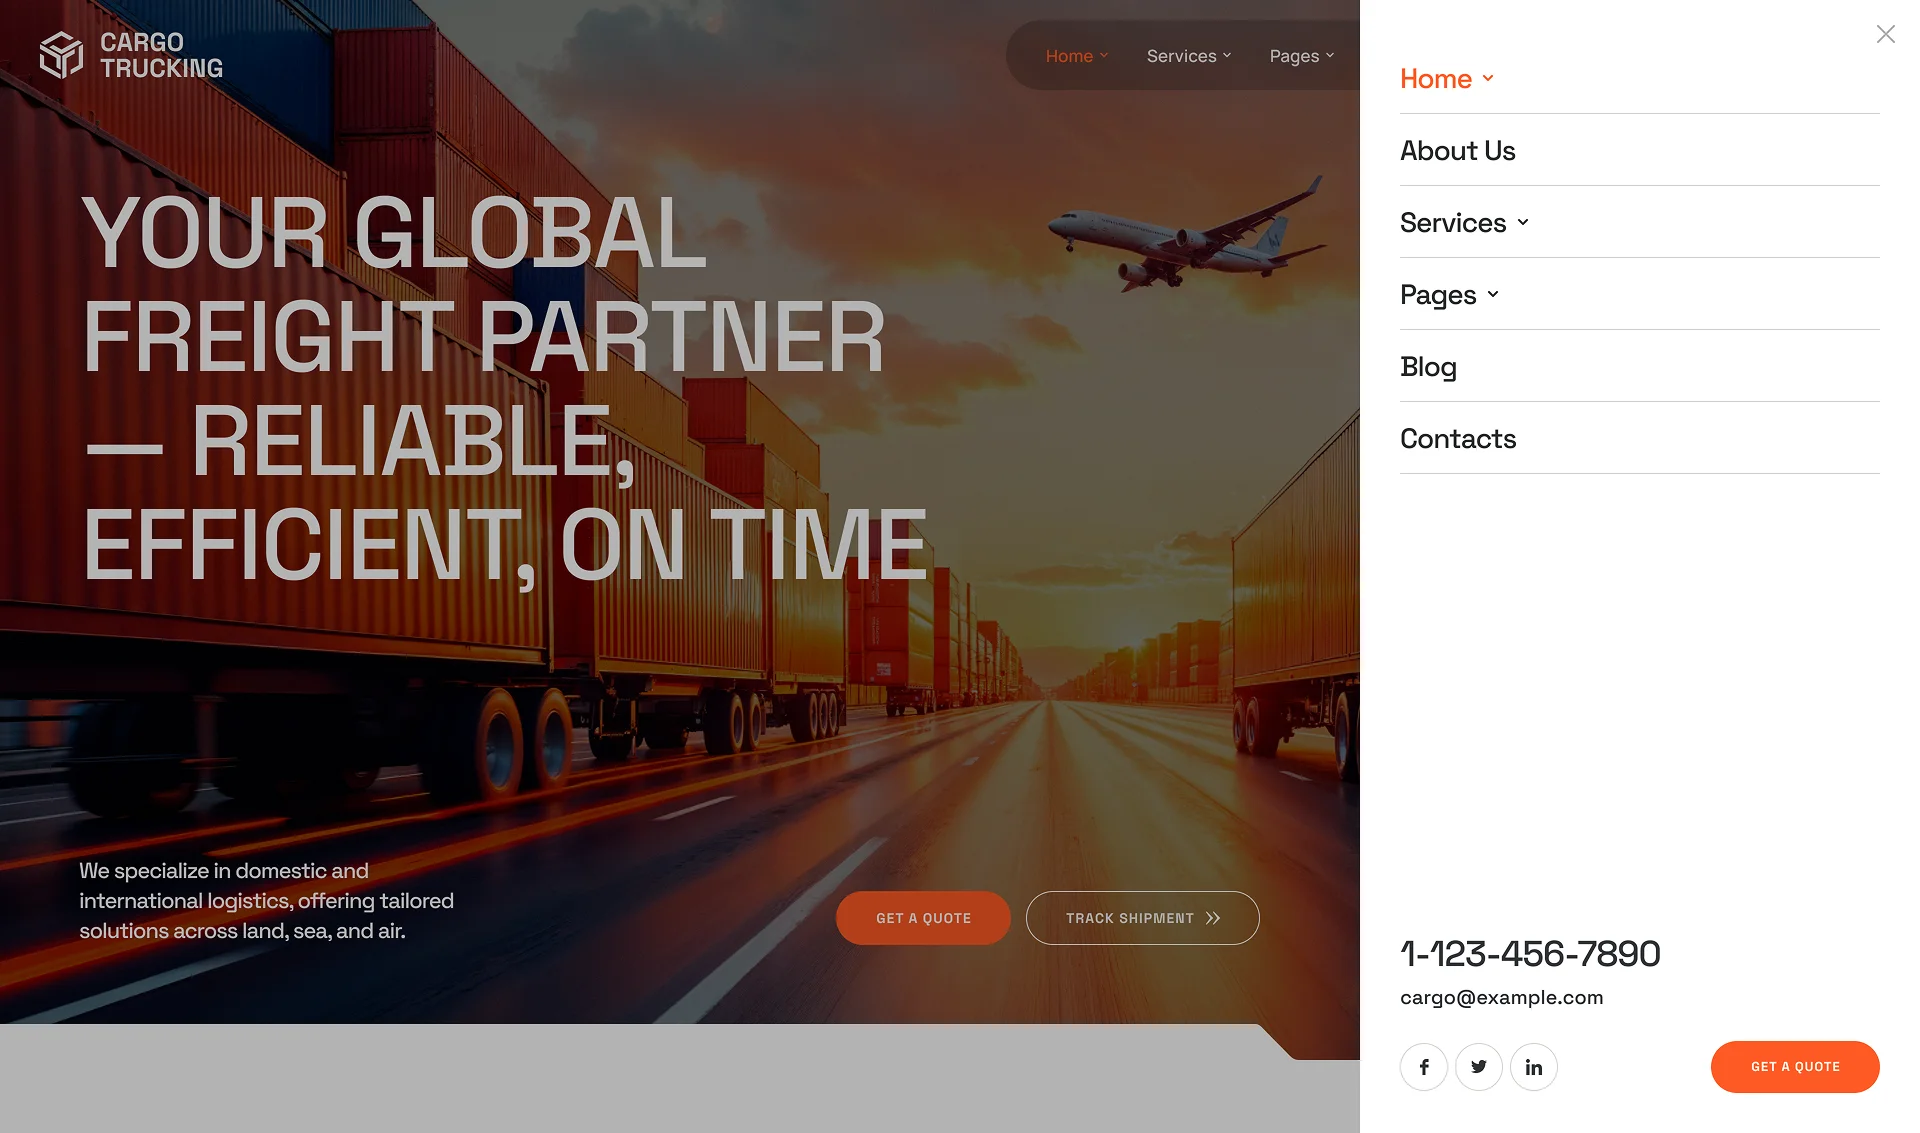 CARGO
TRUCKING
Home
Services
Pages
YOUR GLOBAL
FREIGHT PARTNER
— RELIABLE,
EFFICIENT, ON TIME
We specialize in domestic and
international logistics, offering tailored
solutions across land, sea, and air.
GET A QUOTE
TRACK SHIPMENT
Home
About Us
Services
Pages
Blog
Contacts
1-123-456-7890
cargo@example.com
GET A QUOTE